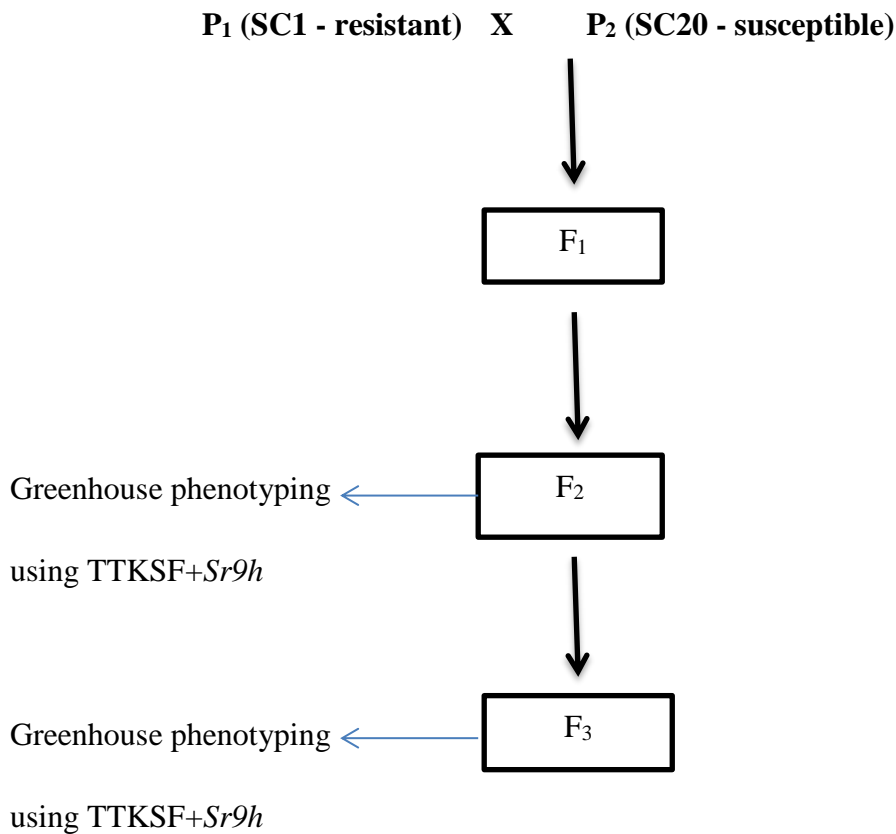 P₁ (SC1 - resistant) X P₂ (SC20 - susceptible)
F₁
F₂
Greenhouse phenotyping
using TTKSF+Sr9h
F₃
Greenhouse phenotyping
using TTKSF+Sr9h